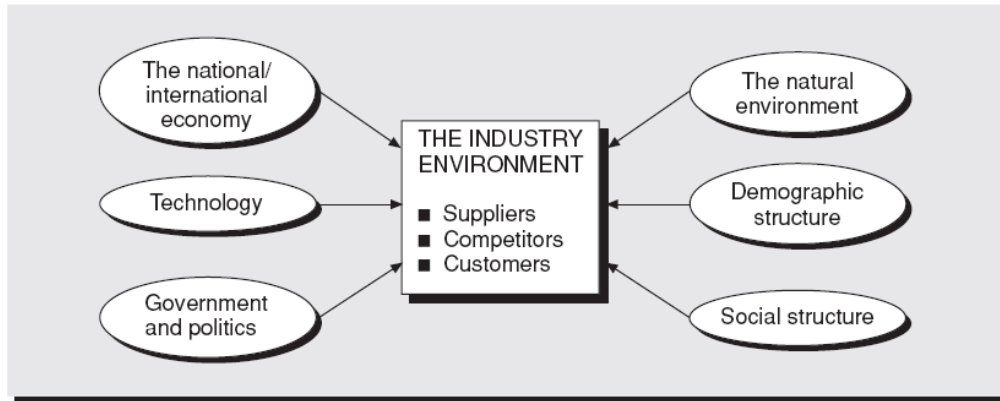 The national/
international
economy
Technology
Government
and politics
THE INDUSTRY
ENVIRONMENT
■ Suppliers
■ Competitors
■ Customers
The natural
environment
Demographic
structure
Social structure